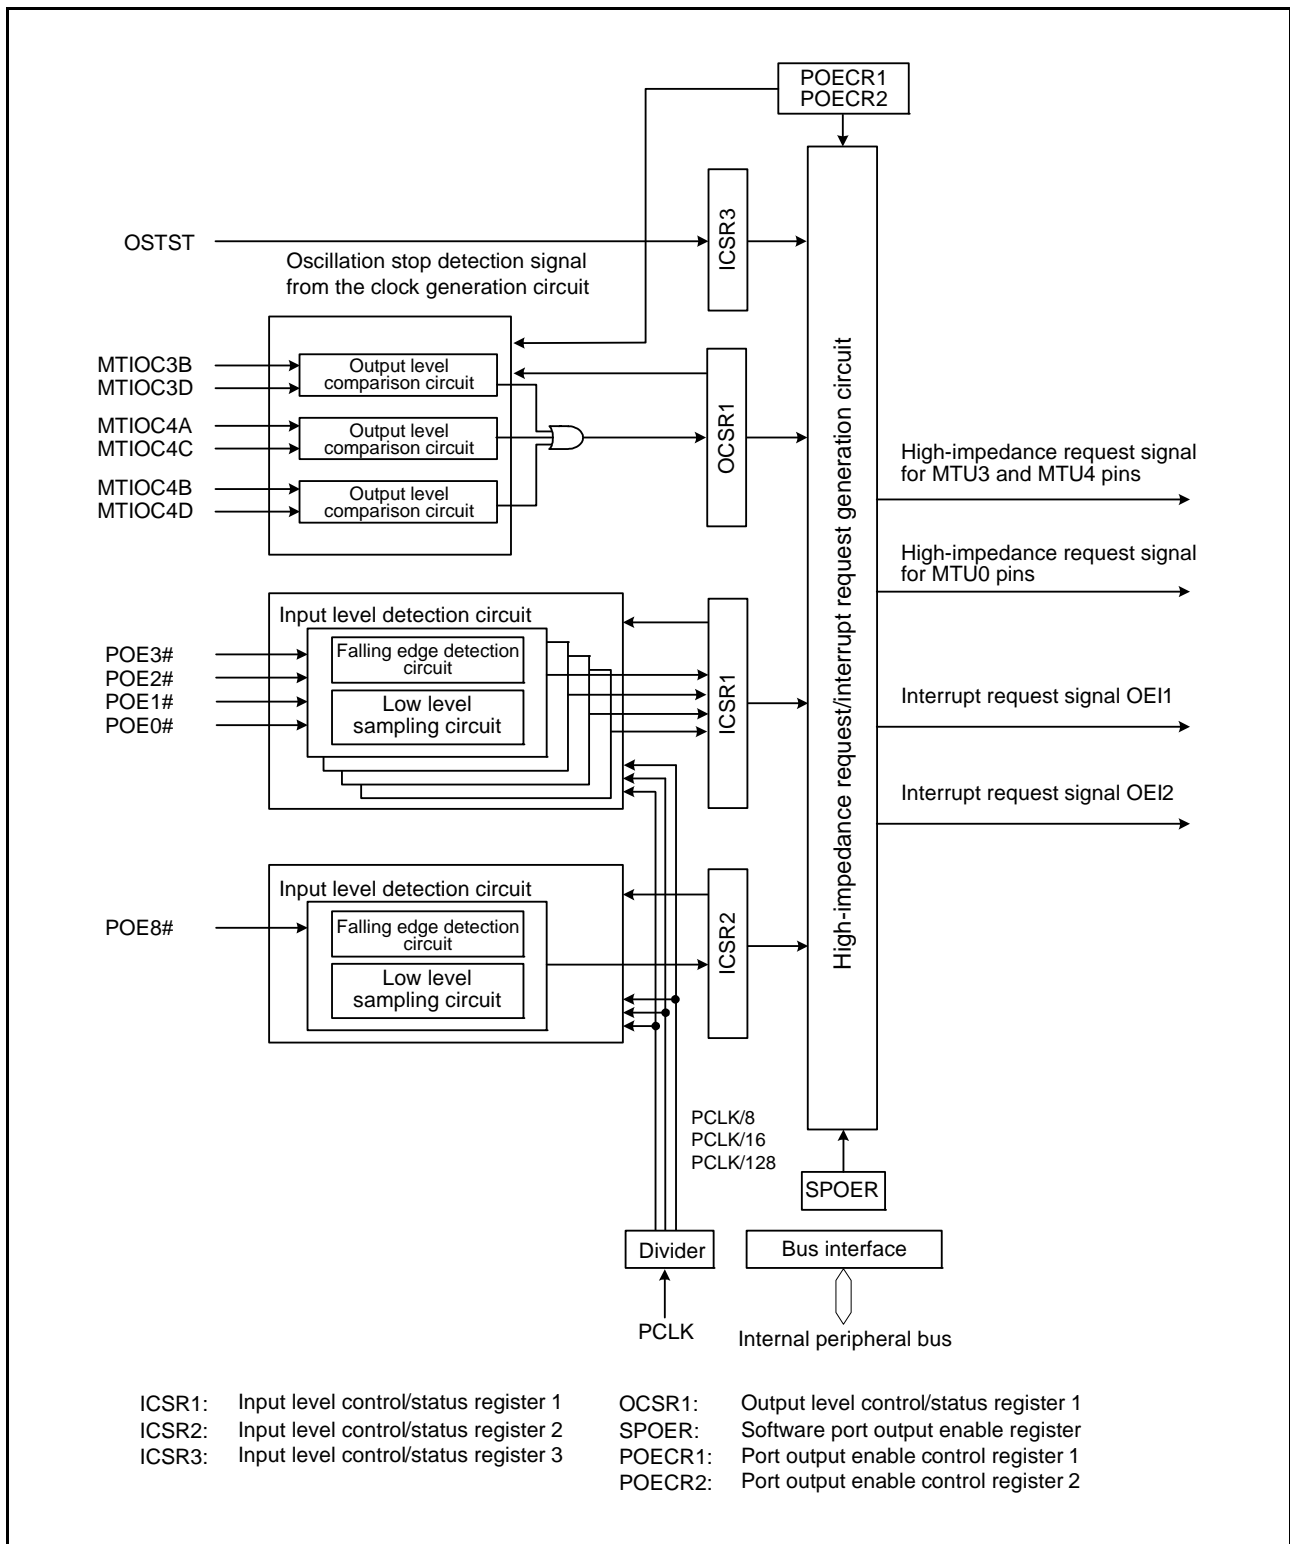 POECR1
POECR2
ICSR3
OSTST
Oscillation stop detection signal
from the clock generation circuit
MTIOC3B
MTIOC3D
Output level
comparison circuit
MTIOC4A
MTIOC4C
Output level
comparison circuit
MTIOC4B
MTIOC4D
Output level
comparison circuit
OCSR1
High-impedance request/interrupt request generation circuit
High-impedance request signal
for MTU3 and MTU4 pins
High-impedance request signal
for MTU0 pins
Interrupt request signal OEI1
Interrupt request signal OEI2
Input level detection circuit
POE3#
POE2#
POE1#
POE0#
Falling edge detection
circuit
Low level
sampling circuit
ICSR1
Input level detection circuit
POE8#
Falling edge detection
circuit
Low level
sampling circuit
ICSR2
PCLK/8
PCLK/16
PCLK/128
SPOER
Divider
Bus interface
PCLK
Internal peripheral bus
ICSR1: Input level control/status register 1
ICSR2: Input level control/status register 2
ICSR3: Input level control/status register 3
OCSR1: Output level control/status register 1
SPOER: Software port output enable register
POECR1: Port output enable control register 1
POECR2: Port output enable control register 2